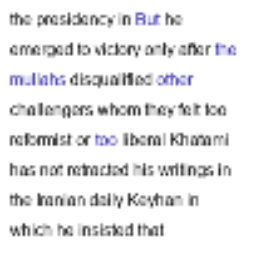 the presidency in But he
emerged to victory only after the
mullahs disqualified other
challengers whom they felt too
reformist or too liberal Khatami
has not retracted his writings in
the Iranian daily Keyhan in
which he insisted that